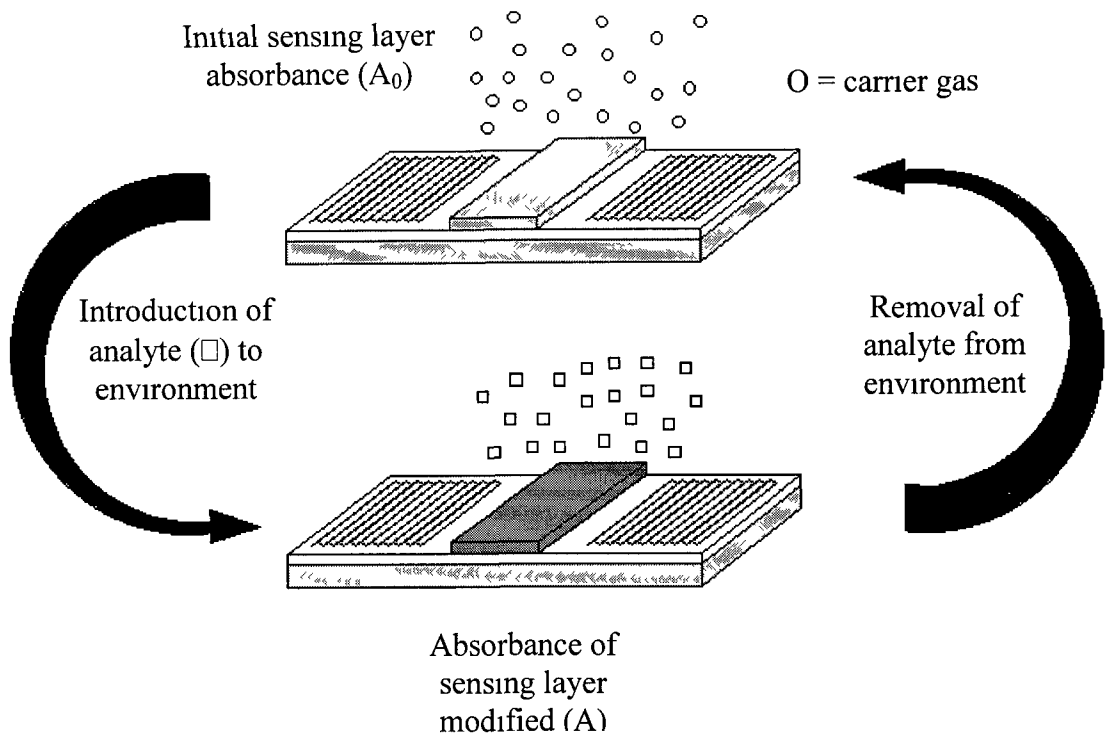 Initial sensing layer
absorbance (A₀)
O = carrier gas
Introduction of
analyte (□) to
environment
Removal of
analyte from
environment
Absorbance of
sensing layer
modified (A)